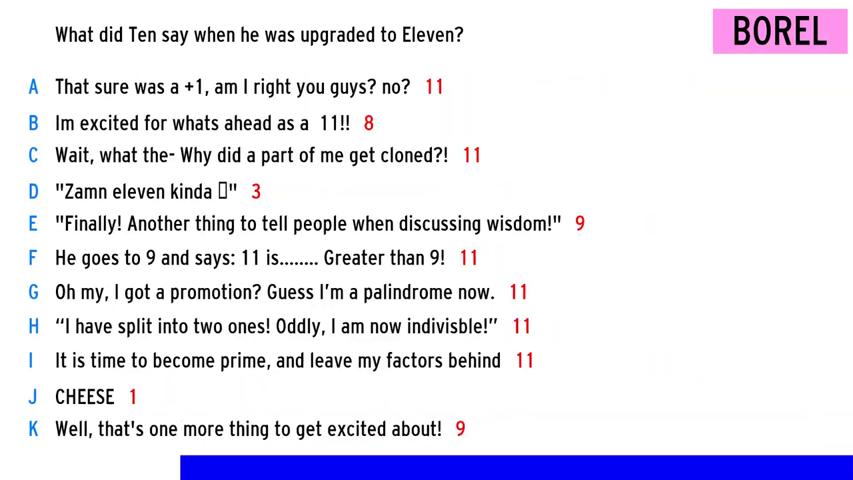 What did Ten say when he was upgraded to Eleven?
BOREL
A That sure was a +1, am I right you guys? no? 11
B Im excited for whats ahead as a 11!! 8
C Wait, what the- Why did a part of me get cloned?! 11
D "Zamn eleven kinda ▯" 3
E "Finally! Another thing to tell people when discussing wisdom!" 9
F He goes to 9 and says: 11 is........ Greater than 9! 11
G Oh my, I got a promotion? Guess I'm a palindrome now. 11
H “I have split into two ones! Oddly, I am now indivisble!” 11
I It is time to become prime, and leave my factors behind 11
J CHEESE 1
K Well, that's one more thing to get excited about! 9